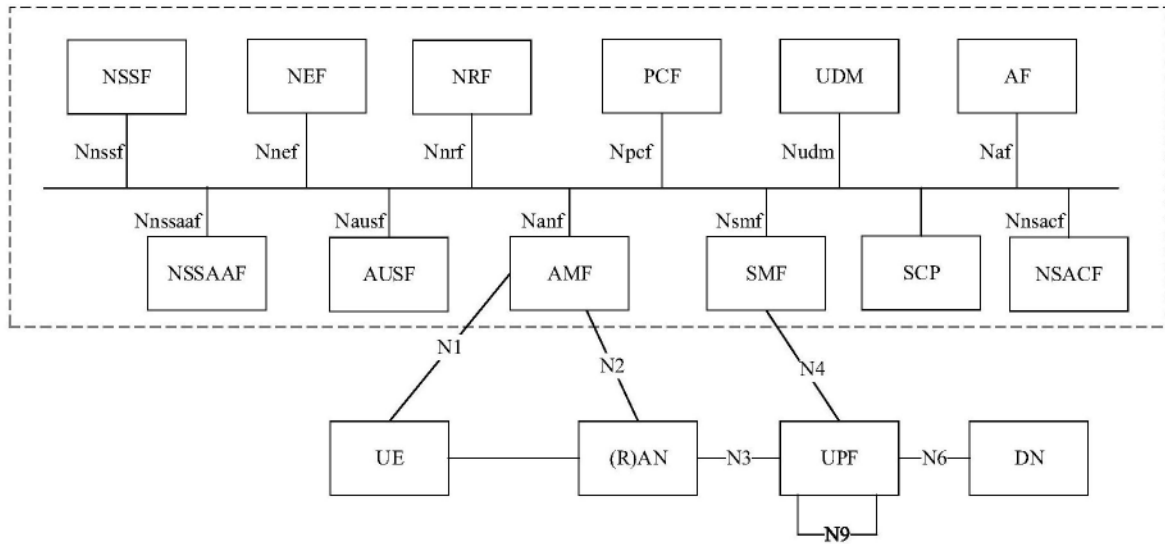 NSSF NEF NRF PCF UDM AF
Nnssf Nnef Nnrf Npcf Nudm Naf
Nnssaaf Nausf Nanf Nsmf Nnsacf
NSSAAF AUSF AMF SMF SCP NSACF
N1 N2 N4
UE (R)AN N3 UPF N6 DN
N9